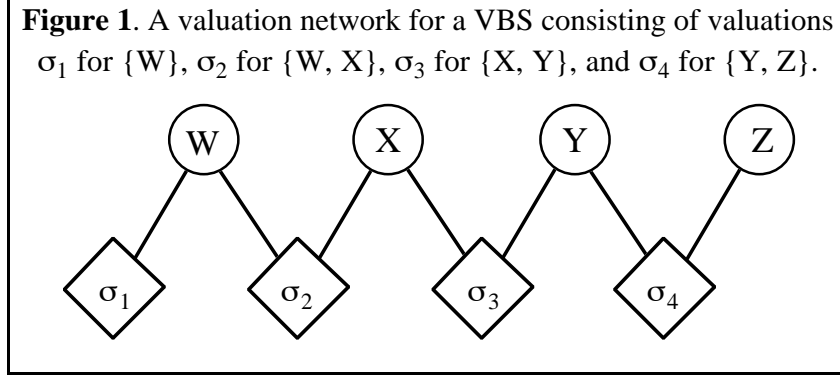 Figure 1. A valuation network for a VBS consisting of valuations
σ₁ for {W}, σ₂ for {W, X}, σ₃ for {X, Y}, and σ₄ for {Y, Z}.
W X Y Z
σ₁ σ₂ σ₃ σ₄